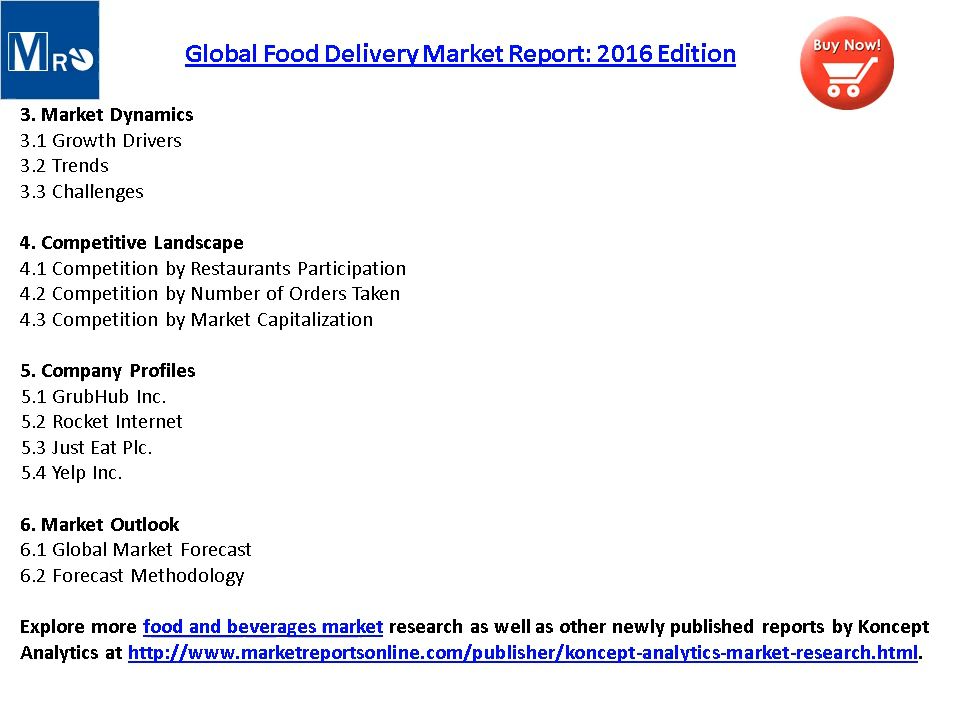 MR
Global Food Delivery Market Report: 2016 Edition
Buy Now!
3. Market Dynamics
3.1 Growth Drivers
3.2 Trends
3.3 Challenges
4. Competitive Landscape
4.1 Competition by Restaurants Participation
4.2 Competition by Number of Orders Taken
4.3 Competition by Market Capitalization
5. Company Profiles
5.1 GrubHub Inc.
5.2 Rocket Internet
5.3 Just Eat Plc.
5.4 Yelp Inc.
6. Market Outlook
6.1 Global Market Forecast
6.2 Forecast Methodology
Explore more food and beverages market research as well as other newly published reports by Koncept
Analytics at http://www.marketreportsonline.com/publisher/koncept-analytics-market-research.html.